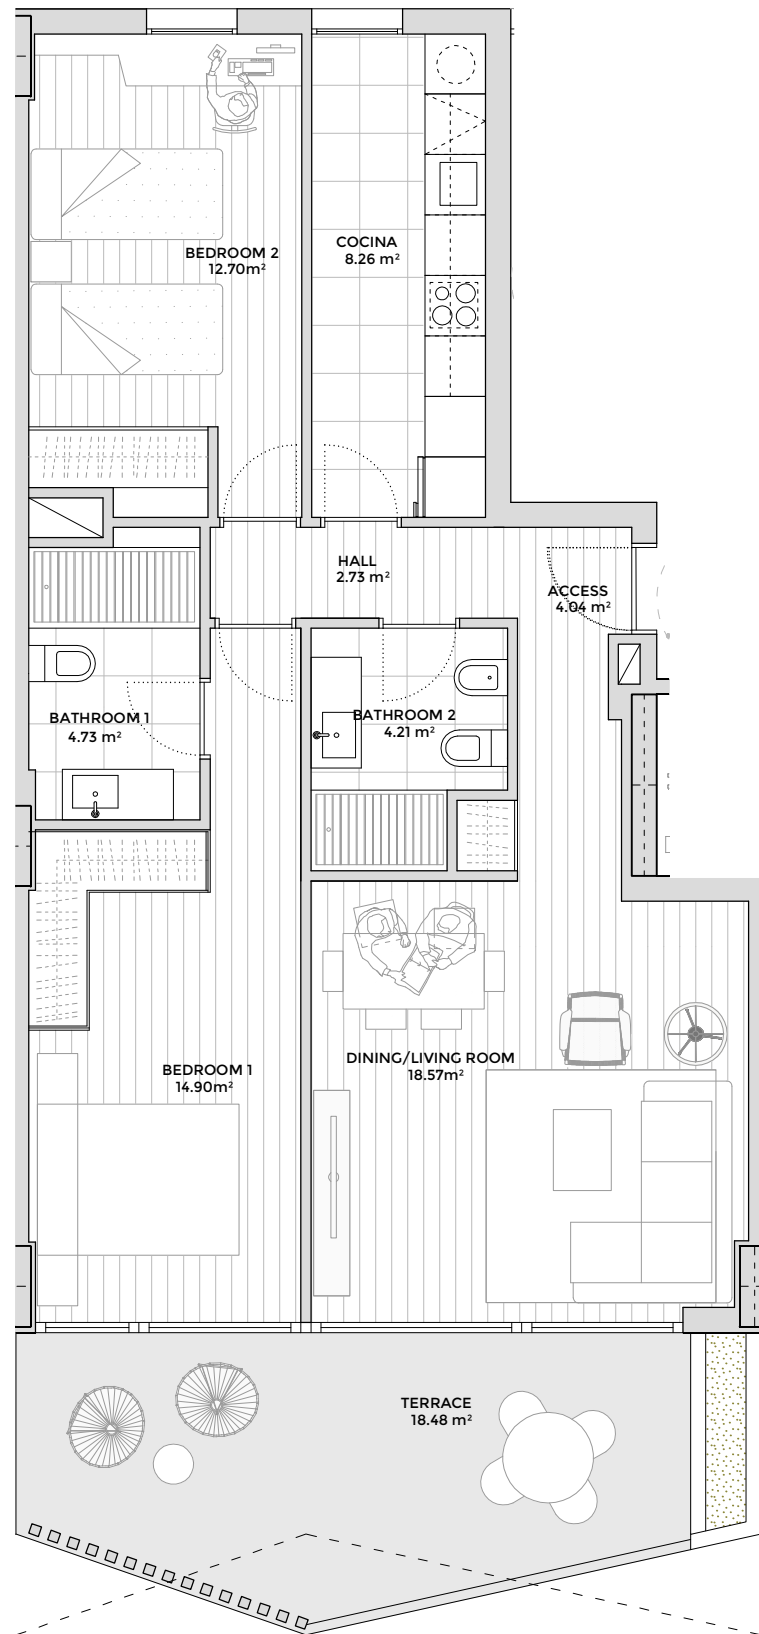 BEDROOM 2
12.70m²
COCINA
8.26 m²
HALL
2.73 m²
ACCESS
4.04 m²
BATHROOM 1
4.73 m²
BATHROOM 2
4.21 m²
BEDROOM 1
14.90m²
DINING/LIVING ROOM
18.57m²
TERRACE
18.48 m²